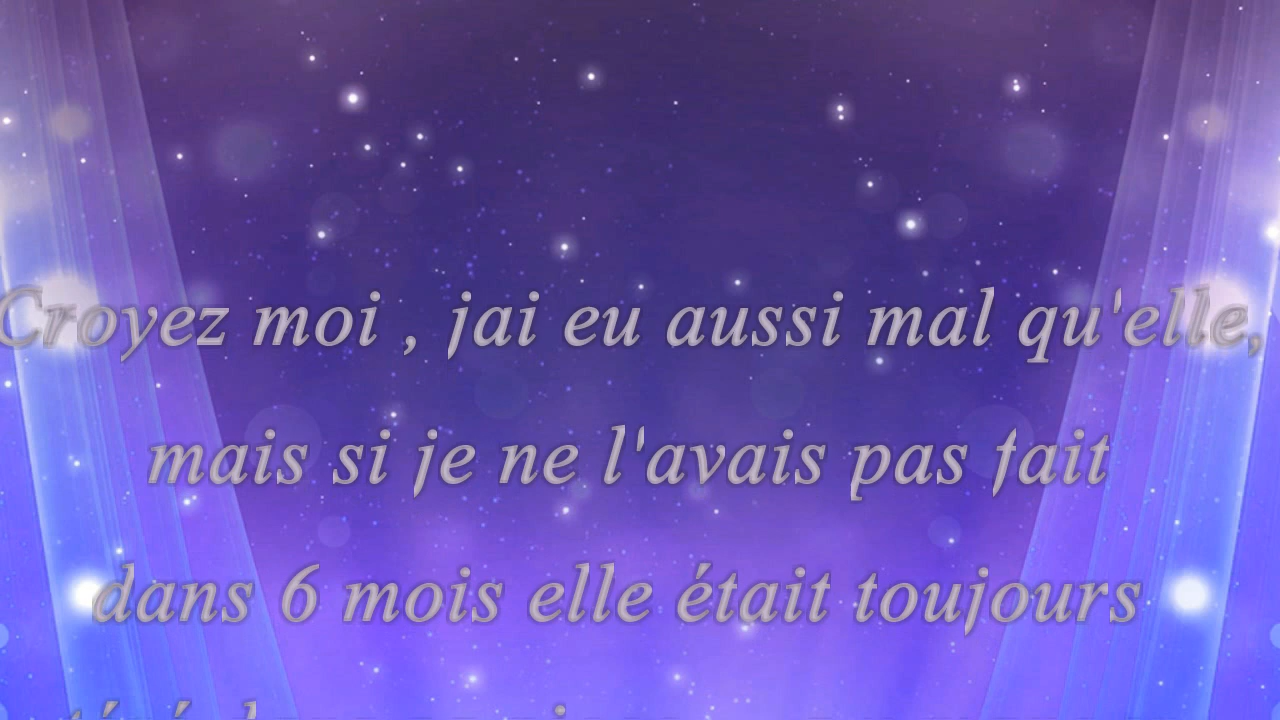 Croyez moi , jai eu aussi mal qu'elle,
mais si je ne l'avais pas fait
dans 6 mois elle était toujours